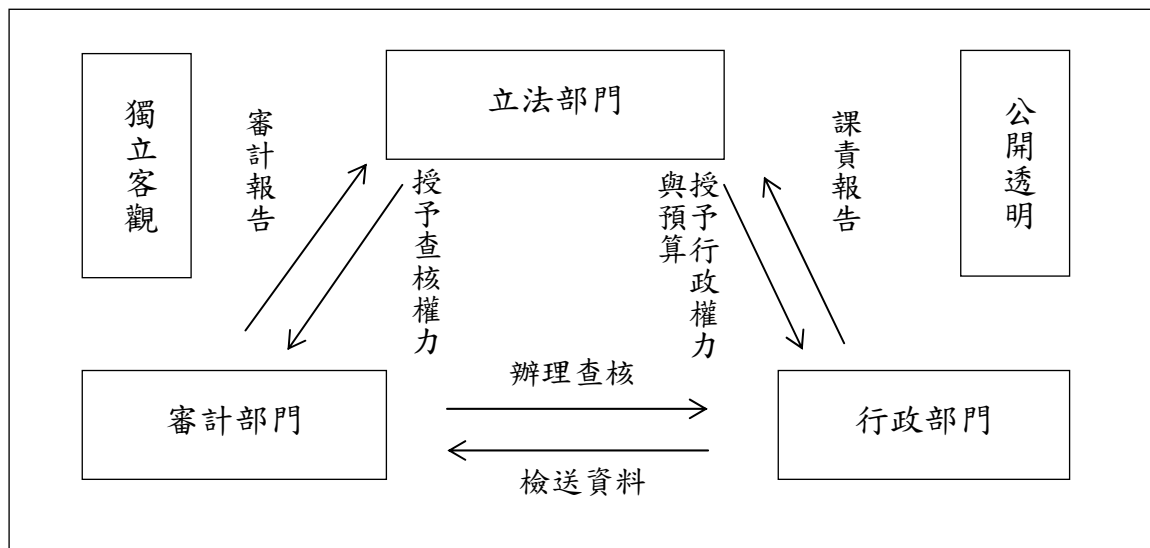 獨立客觀
審計報告
立法部門
課責報告
公開透明
授予查核權力
授予行政權力
與預算
辦理查核
審計部門
行政部門
檢送資料